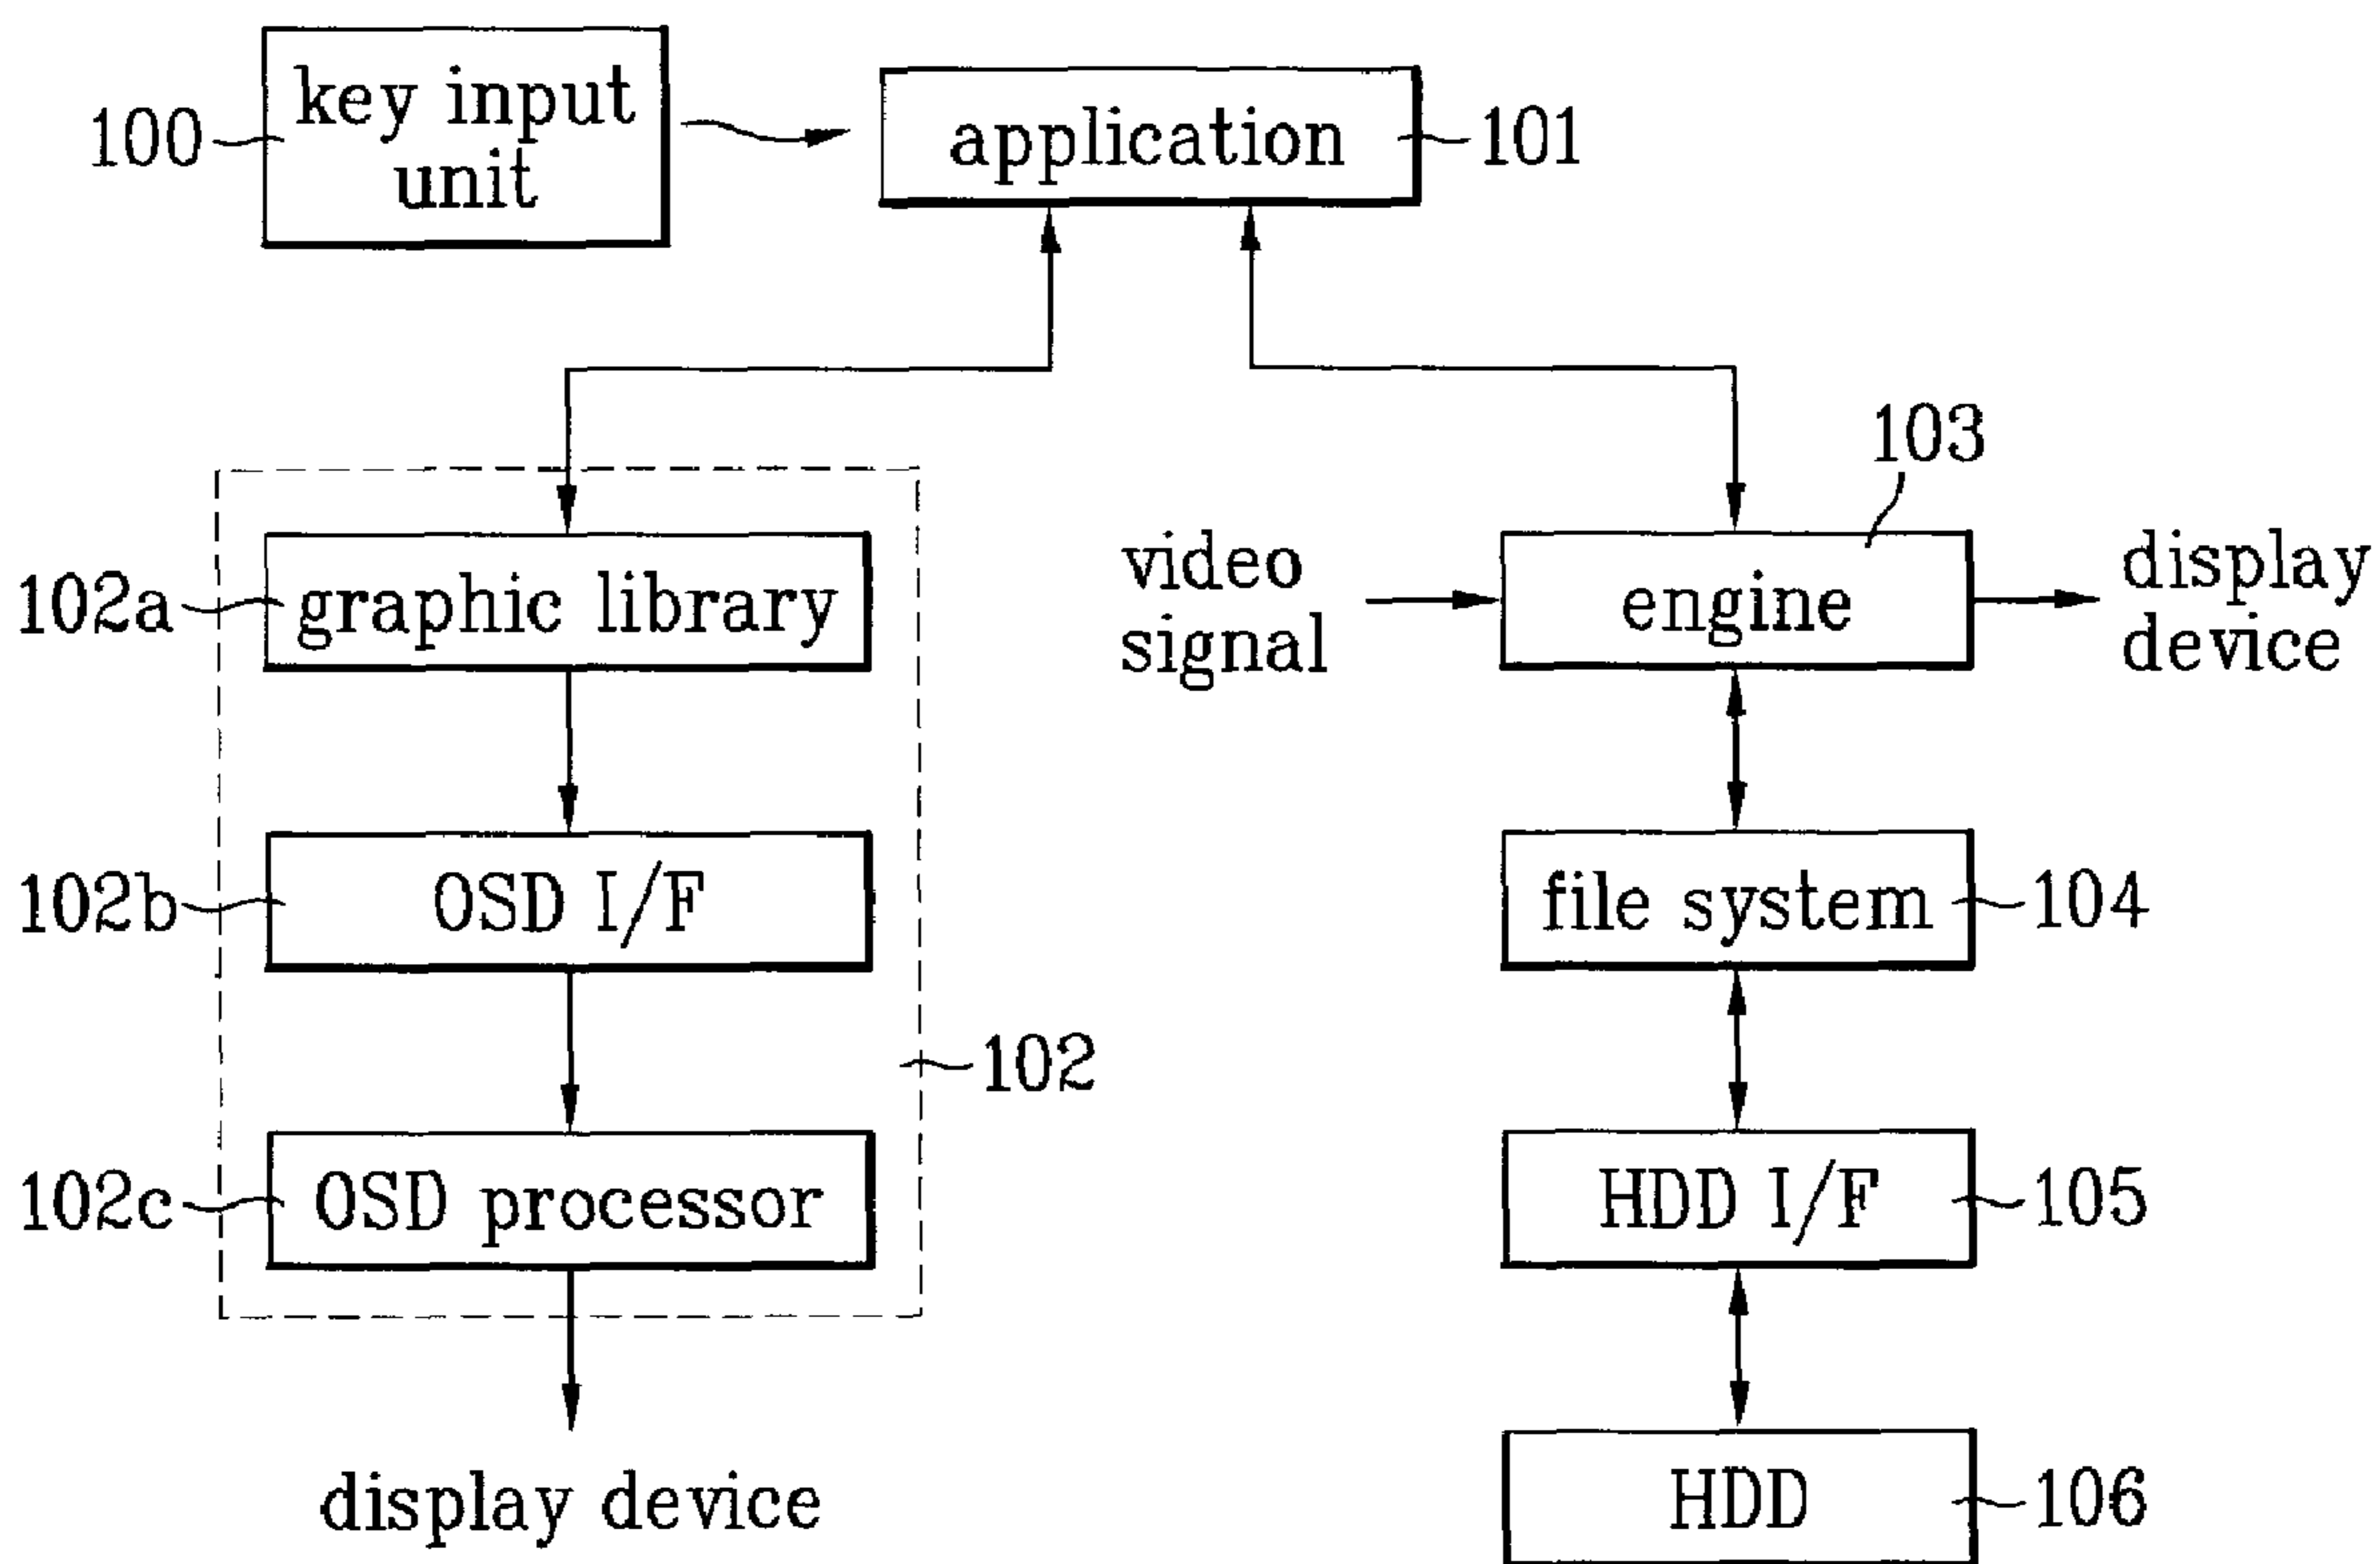 key input
unit
100
application
101
103
video
signal
engine
display
device
102a
graphic library
102b
OSD I/F
file system
104
102
102c
OSD processor
HDD I/F
105
display device
HDD
106